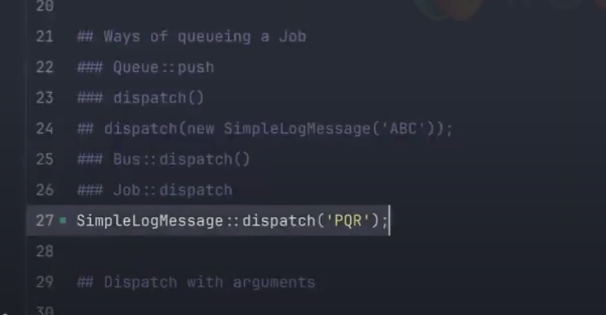 20
21 ## Ways of queueing a Job
22 ### Queue::push
23 ### dispatch()
24 ## dispatch(new SimpleLogMessage('ABC'));
25 ### Bus::dispatch()
26 ### Job::dispatch
27 SimpleLogMessage::dispatch('PQR');
28
29 ## Dispatch with arguments
30